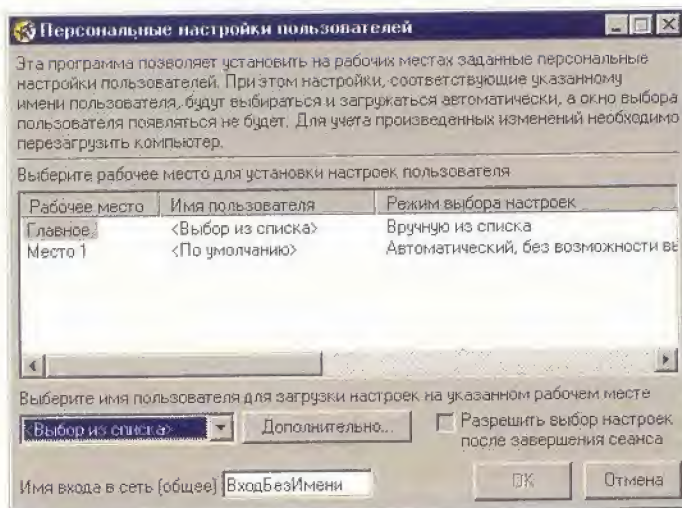 Персональные настройки пользователей
Эта программа позволяет установить на рабочих местах заданные персональные
настройки пользователей. При этом настройки, соответствующие указанному
имени пользователя, будут выбираться и загружаться автоматически, а окно выбора
пользователя появляться не будет. Для учета произведенных изменений необходимо
перезагрузить компьютер.
Выберите рабочее место для установки настроек пользователя
Рабочее место Имя пользователя Режим выбора настроек
Главное <Выбор из списка> Вручную из списка
Место 1 <По умолчанию> Автоматический, без возможности вы
Выберите имя пользователя для загрузки настроек на указанном рабочем месте
<Выбор из списка> Дополнительно... Разрешить выбор настроек
после завершения сеанса
Имя входа в сеть (общее) ВходБезИмени OK Отмена